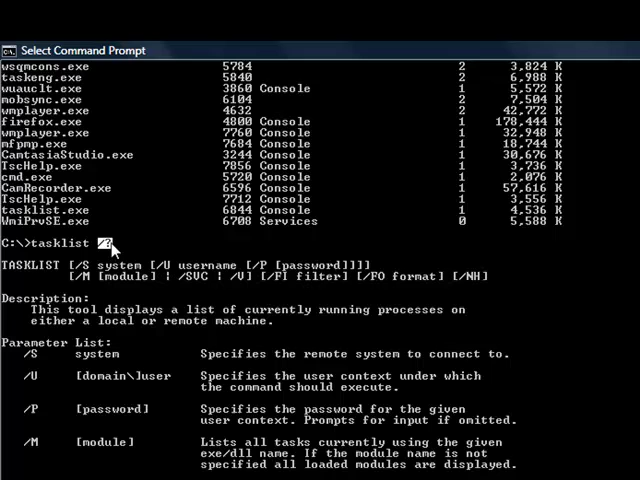 Select Command Prompt
wsqmcons.exe 5784 2 3,824 K
taskeng.exe 5840 2 6,988 K
wuauclt.exe 3860 Console 1 5,572 K
mobsync.exe 6104 2 7,504 K
wmplayer.exe 4632 2 42,772 K
firefox.exe 4800 Console 1 178,444 K
wmplayer.exe 7760 Console 1 32,948 K
mfpmp.exe 7684 Console 1 18,744 K
CamtasiaStudio.exe 3244 Console 1 30,676 K
TscHelp.exe 7856 Console 1 3,236 K
cmd.exe 5720 Console 1 2,076 K
CamRecorder.exe 6596 Console 1 57,616 K
TscHelp.exe 7712 Console 1 3,556 K
tasklist.exe 6844 Console 1 4,536 K
WmiPrvSE.exe 6708 Services 0 5,588 K
C:\>tasklist /?
TASKLIST [/S system [/U username [/P [password]]]]
[/M [module] | /SVC | /V] [/FI filter] [/FO format] [/NH]
Description:
This tool displays a list of currently running processes on
either a local or remote machine.
Parameter List:
/S system Specifies the remote system to connect to.
/U [domain\]user Specifies the user context under which
the command should execute.
/P [password] Specifies the password for the given
user context. Prompts for input if omitted.
/M [module] Lists all tasks currently using the given
exe/dll name. If the module name is not
specified all loaded modules are displayed.